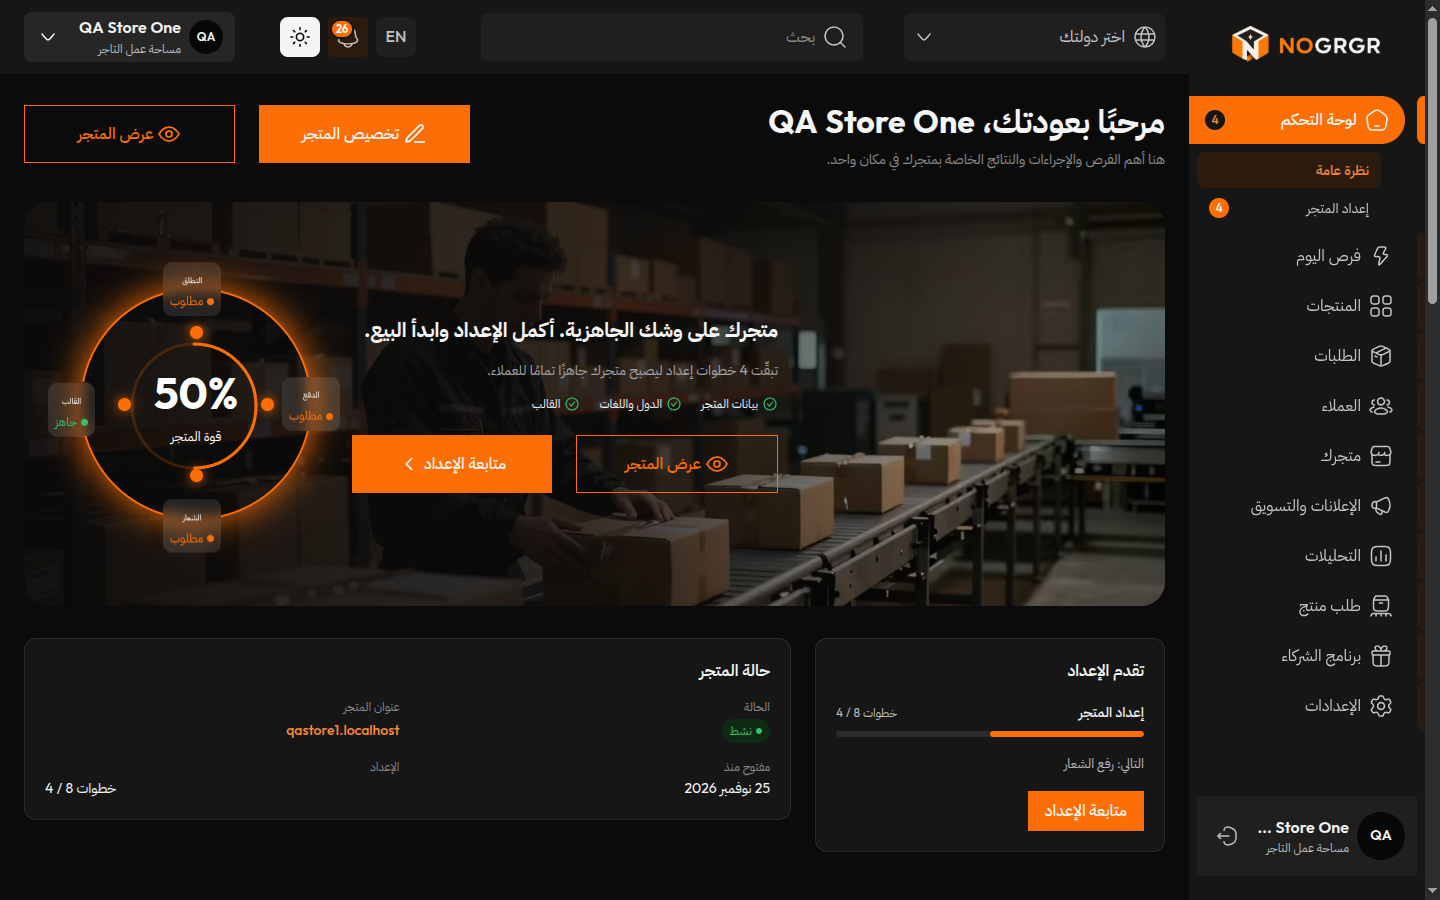 NOGRGR
اختر دولتك
بحث
EN
26
QA Store One
مساحة عمل التاجر
QA
لوحة التحكم
4
نظرة عامة
إعداد المتجر
4
فرص اليوم
المنتجات
الطلبات
العملاء
متجرك
الإعلانات والتسويق
التحليلات
طلب منتج
برنامج الشركاء
الإعدادات
QA
... Store One
مساحة عمل التاجر
مرحبًا بعودتك، QA Store One
هنا أهم الفرص والإجراءات والنتائج الخاصة بمتجرك في مكان واحد.
تخصيص المتجر
عرض المتجر
متجرك على وشك الجاهزية. أكمل الإعداد وابدأ البيع.
تبقّت 4 خطوات إعداد ليصبح متجرك جاهزًا تمامًا للعملاء.
بيانات المتجر
الدول واللغات
القالب
عرض المتجر
متابعة الإعداد
النطاق
مطلوب
الدفع
مطلوب
50%
قوة المتجر
القالب
جاهز
الشعار
مطلوب
تقدم الإعداد
إعداد المتجر
4 / 8 خطوات
التالي: رفع الشعار
متابعة الإعداد
حالة المتجر
الحالة
نشط
عنوان المتجر
qastore1.localhost
مفتوح منذ
25 نوفمبر 2026
الإعداد
4 / 8 خطوات